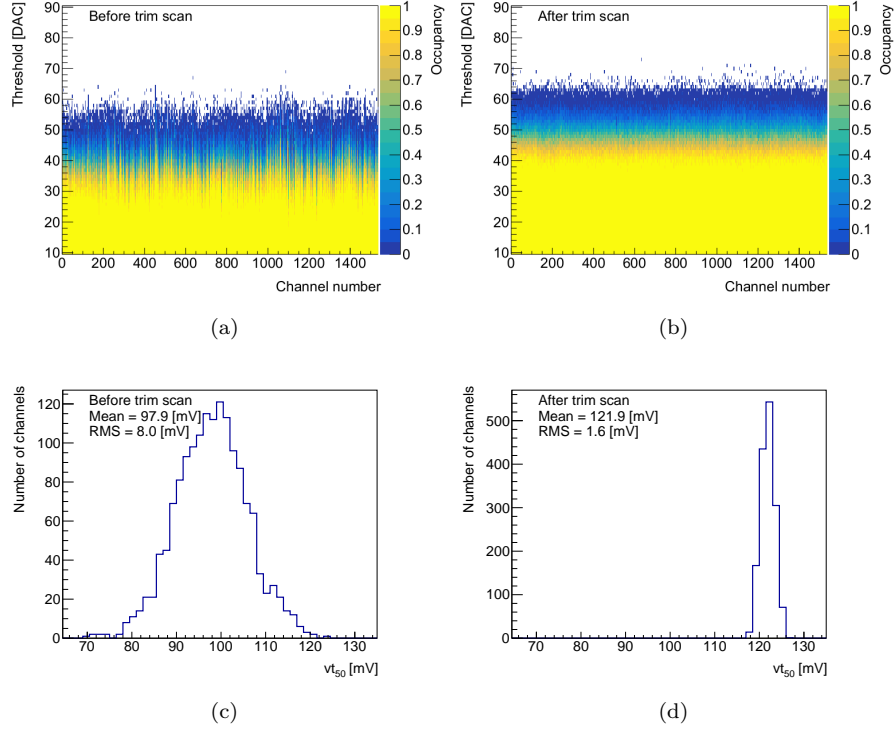 Before trim scan
Threshold [DAC]
90
80
70
60
50
40
30
20
10
0 200 400 600 800 1000 1200 1400
Channel number
1
0.9
0.8
0.7
0.6
0.5
0.4
0.3
0.2
0.1
0
Occupancy
(a)
After trim scan
Threshold [DAC]
90
80
70
60
50
40
30
20
10
0 200 400 600 800 1000 1200 1400
Channel number
1
0.9
0.8
0.7
0.6
0.5
0.4
0.3
0.2
0.1
0
Occupancy
(b)
Before trim scan
Mean = 97.9 [mV]
RMS = 8.0 [mV]
Number of channels
120
100
80
60
40
20
0
70 80 90 100 110 120 130
vt50 [mV]
(c)
After trim scan
Mean = 121.9 [mV]
RMS = 1.6 [mV]
Number of channels
500
400
300
200
100
0
70 80 90 100 110 120 130
vt50 [mV]
(d)